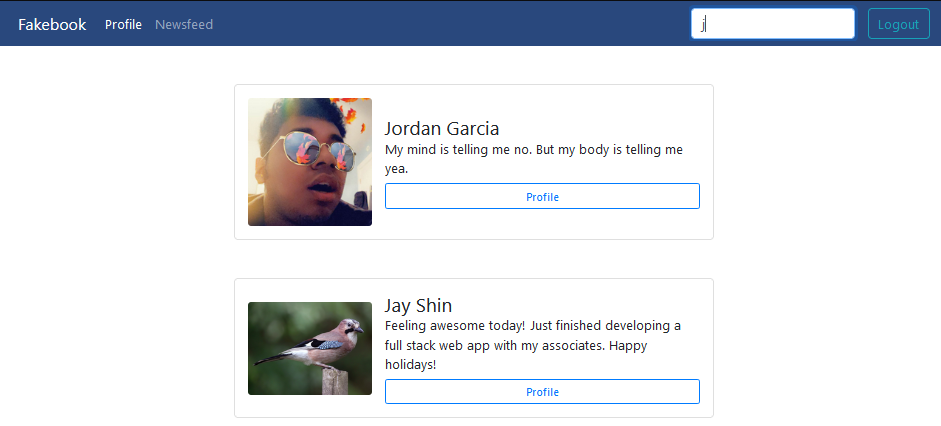 Fakebook Profile Newsfeed j Logout
Jordan Garcia
My mind is telling me no. But my body is telling me
yea.
Profile
Jay Shin
Feeling awesome today! Just finished developing a
full stack web app with my associates. Happy
holidays!
Profile